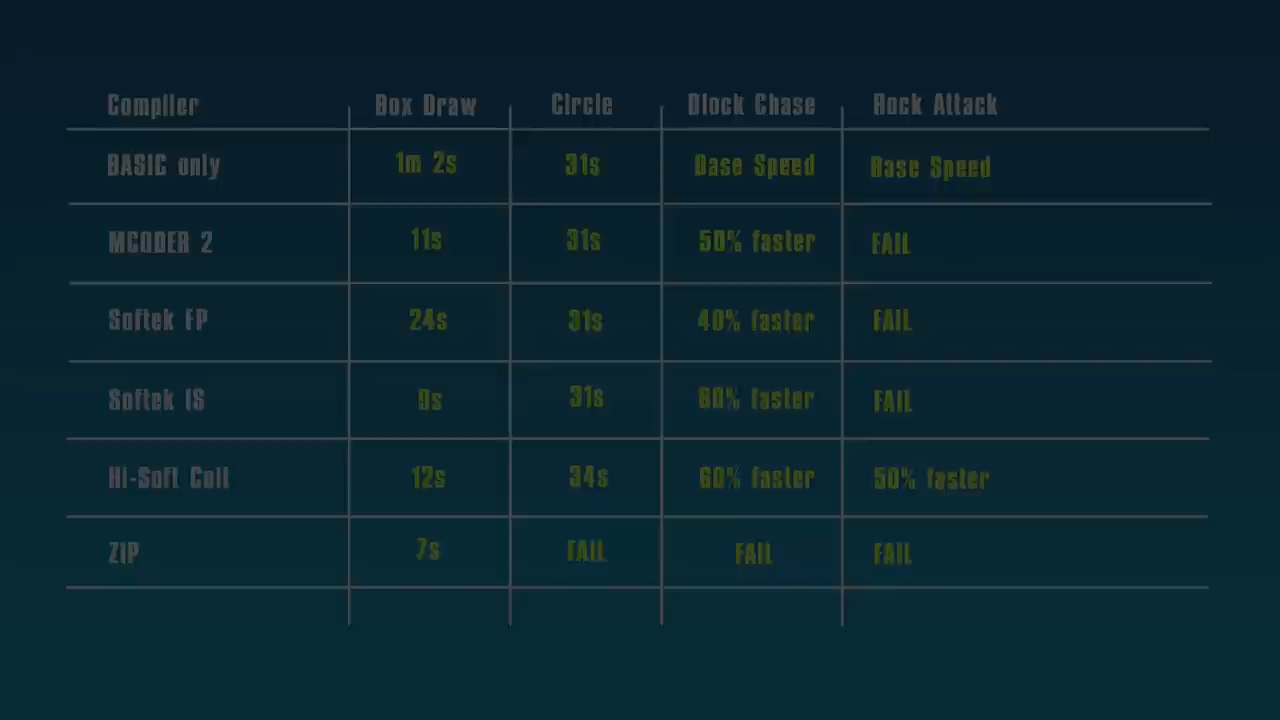 Compiler Box Draw Circle Block Chase Rock Attack
BASIC only 1m 2s 31s Base Speed Base Speed
MCODER 2 11s 31s 50% faster FAIL
Softek FP 24s 31s 40% faster FAIL
Softek IS 9s 31s 60% faster FAIL
Hi-Soft Coll 12s 34s 60% faster 50% faster
ZIP 7s FAIL FAIL FAIL